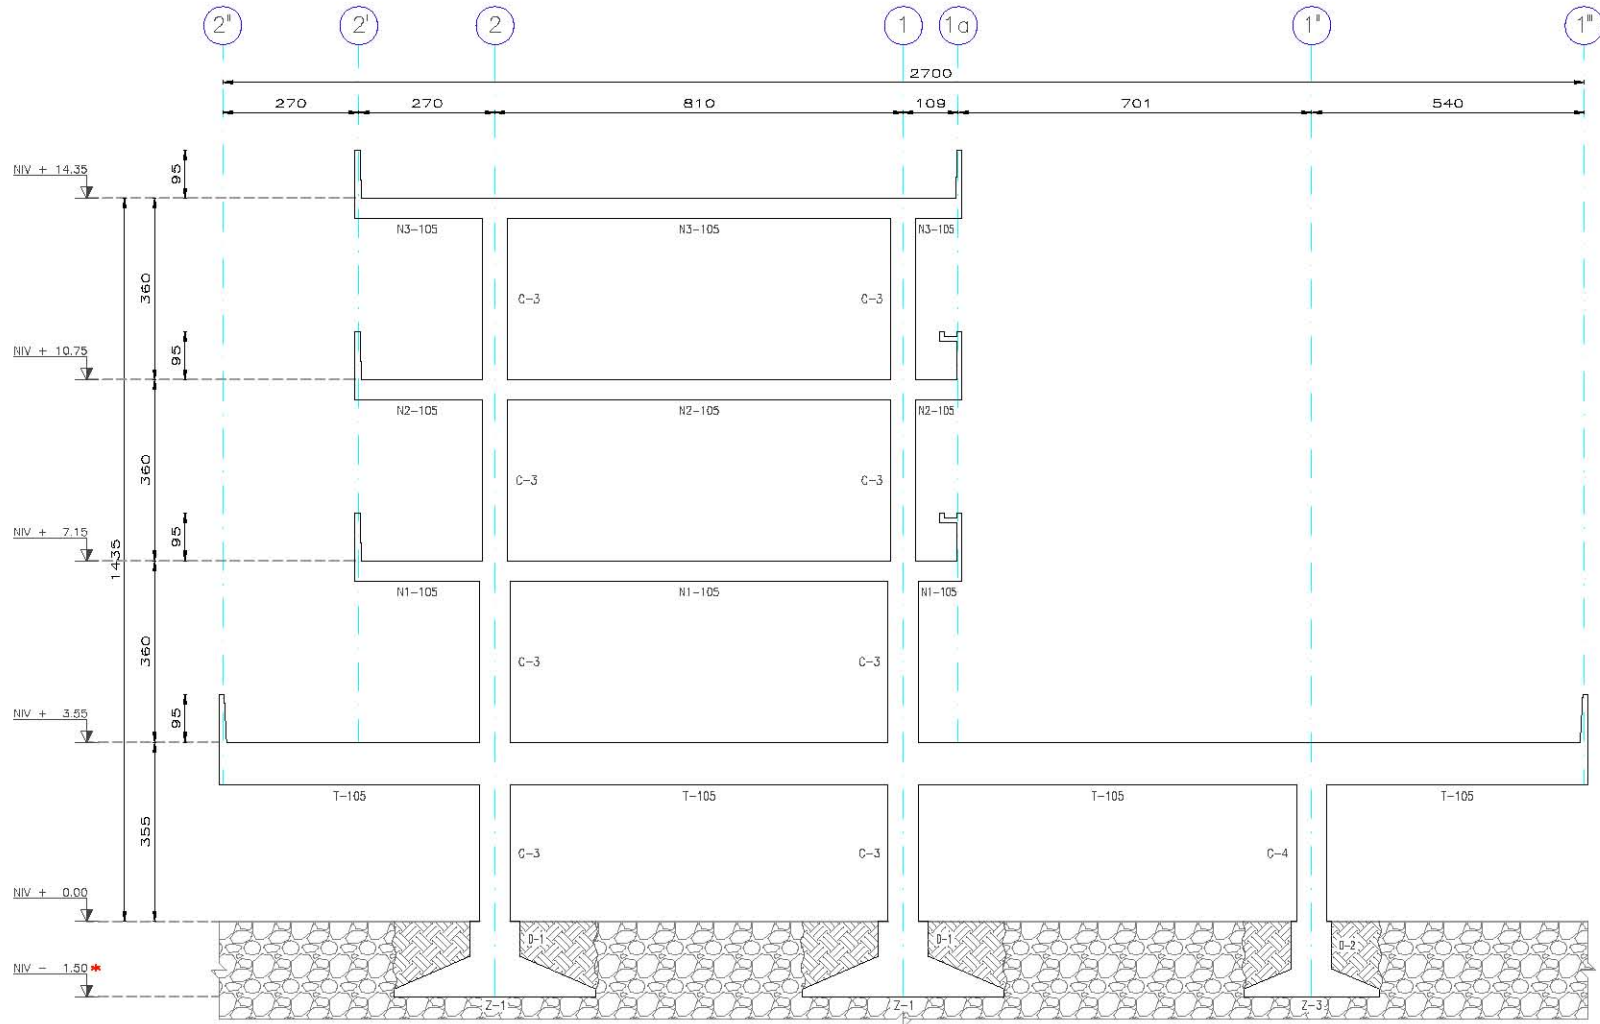 2" 2' 2 1 1a 1" 1"'
2700
270 270 810 109 701 540
95
NIV + 14.35
N3-105 N3-105 N3-105
360
C-3 C-3
95
NIV + 10.75
N2-105 N2-105 N2-105
360
C-3 C-3
95
NIV + 7.15
1435
N1-105 N1-105 N1-105
360
C-3 C-3
95
NIV + 3.55
T-105 T-105 T-105 T-105
355
C-3 C-3 C-4
NIV + 0.00
D-1 D-1 D-2
NIV - 1.50 *
Z-1 Z-1 Z-3